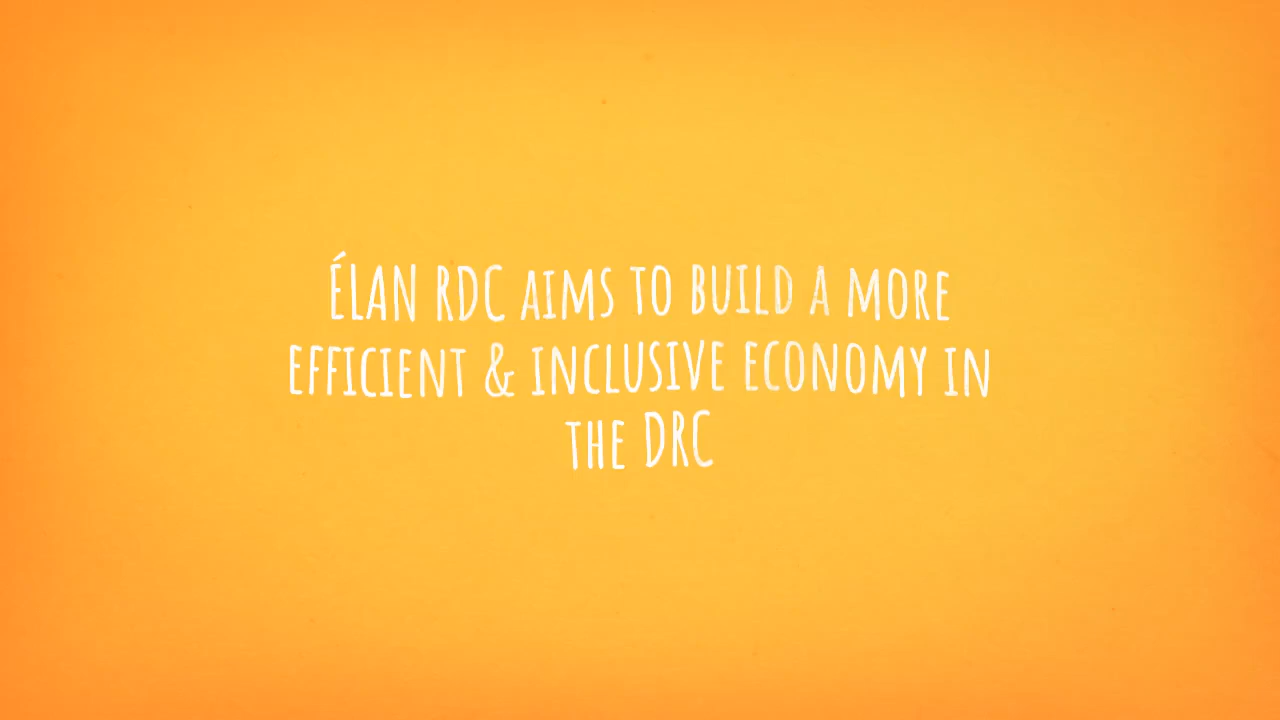 ÉLAN RDC AIMS TO BUILD A MORE
EFFICIENT & INCLUSIVE ECONOMY IN
THE DRC